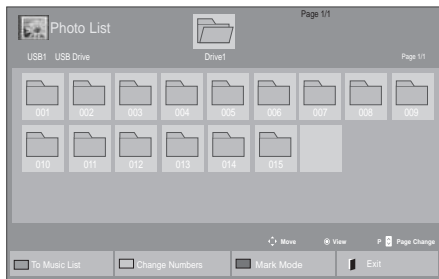 Page 1/1
Photo List
USB1 USB Drive Drive1 Page 1/1
001 002 003 004 005 006 007 008 009
010 011 012 013 014 015
Move View P Page Change
To Music List Change Numbers Mark Mode Exit